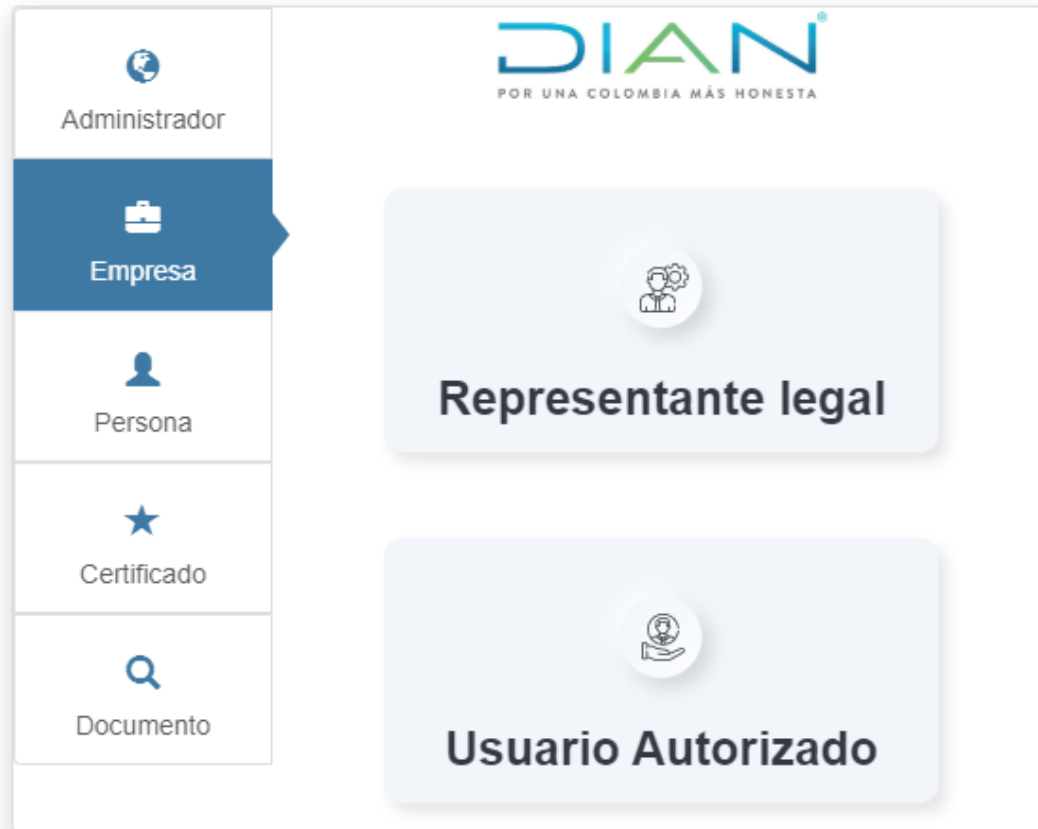 DIAN®
POR UNA COLOMBIA MÁS HONESTA
Administrador
Empresa
Persona
Certificado
Documento
Representante legal
Usuario Autorizado